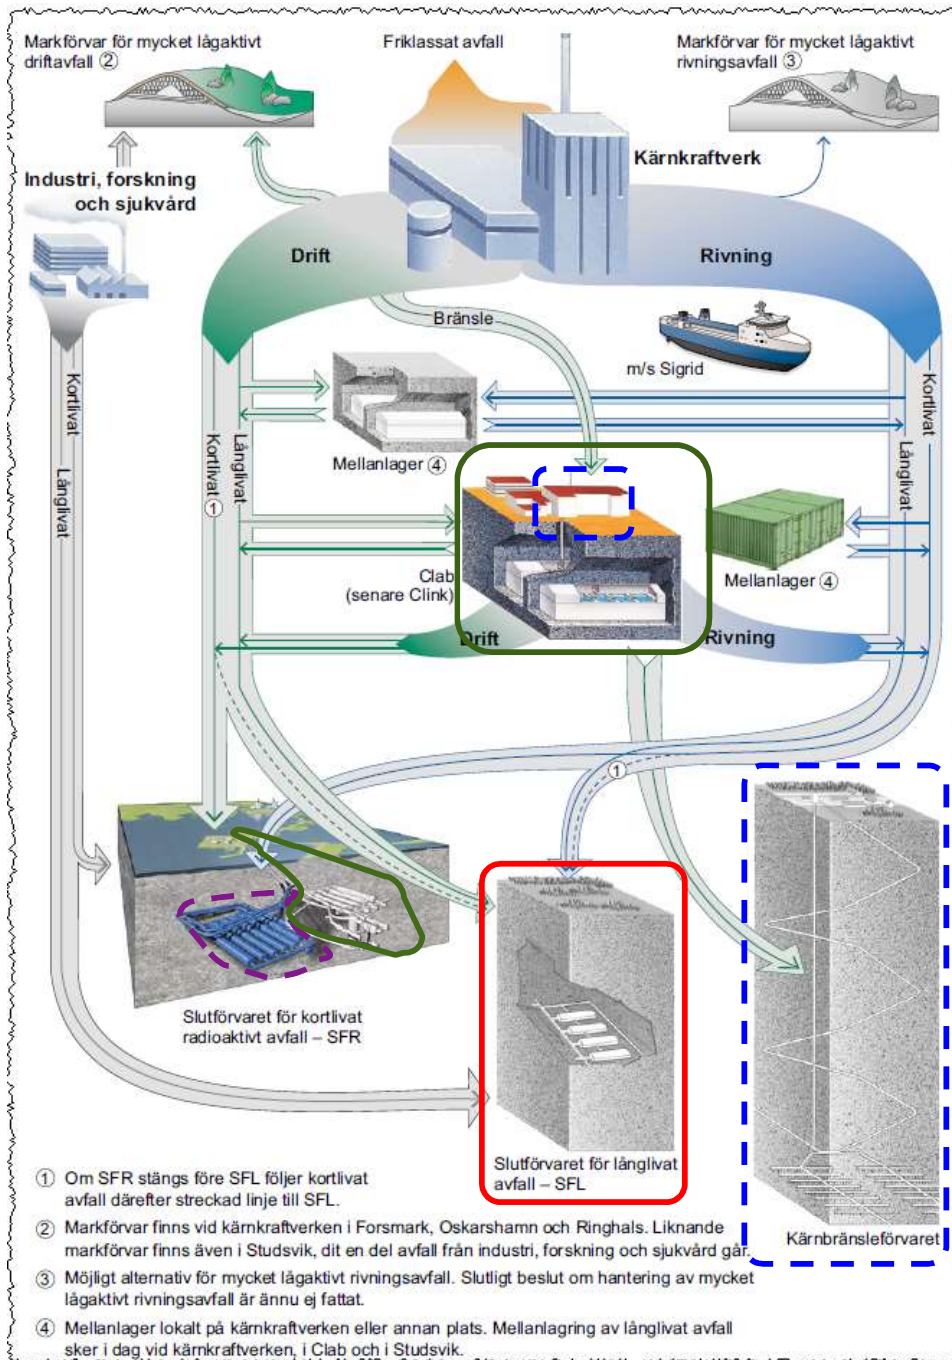 Markförvar för mycket lågaktivt
driftavfall ②
Friklassat avfall
Markförvar för mycket lågaktivt
rivningsavfall ③
Kärnkraftverk
Industri, forskning
och sjukvård
Drift
Rivning
Bränsle
m/s Sigrid
Kortlivat
Långlivat
Kortlivat ①
Långlivat
Långlivat
Kortlivat
Mellanlager ④
Clab
(senare Clink)
Mellanlager ④
Drift
Rivning
①
Slutförvaret för kortlivat
radioaktivt avfall – SFR
Slutförvaret för långlivat
avfall – SFL
Kärnbränsleförvaret
① Om SFR stängs före SFL följer kortlivat
avfall därefter streckad linje till SFL.
② Markförvar finns vid kärnkraftverken i Forsmark, Oskarshamn och Ringhals. Liknande
markförvar finns även i Studsvik, dit en del avfall från industri, forskning och sjukvård går.
③ Möjligt alternativ för mycket lågaktivt rivningsavfall. Slutligt beslut om hantering av mycket
lågaktivt rivningsavfall är ännu ej fattat.
④ Mellanlager lokalt på kärnkraftverken eller annan plats. Mellanlagring av långlivat avfall
sker i dag vid kärnkraftverken, i Clab och i Studsvik.